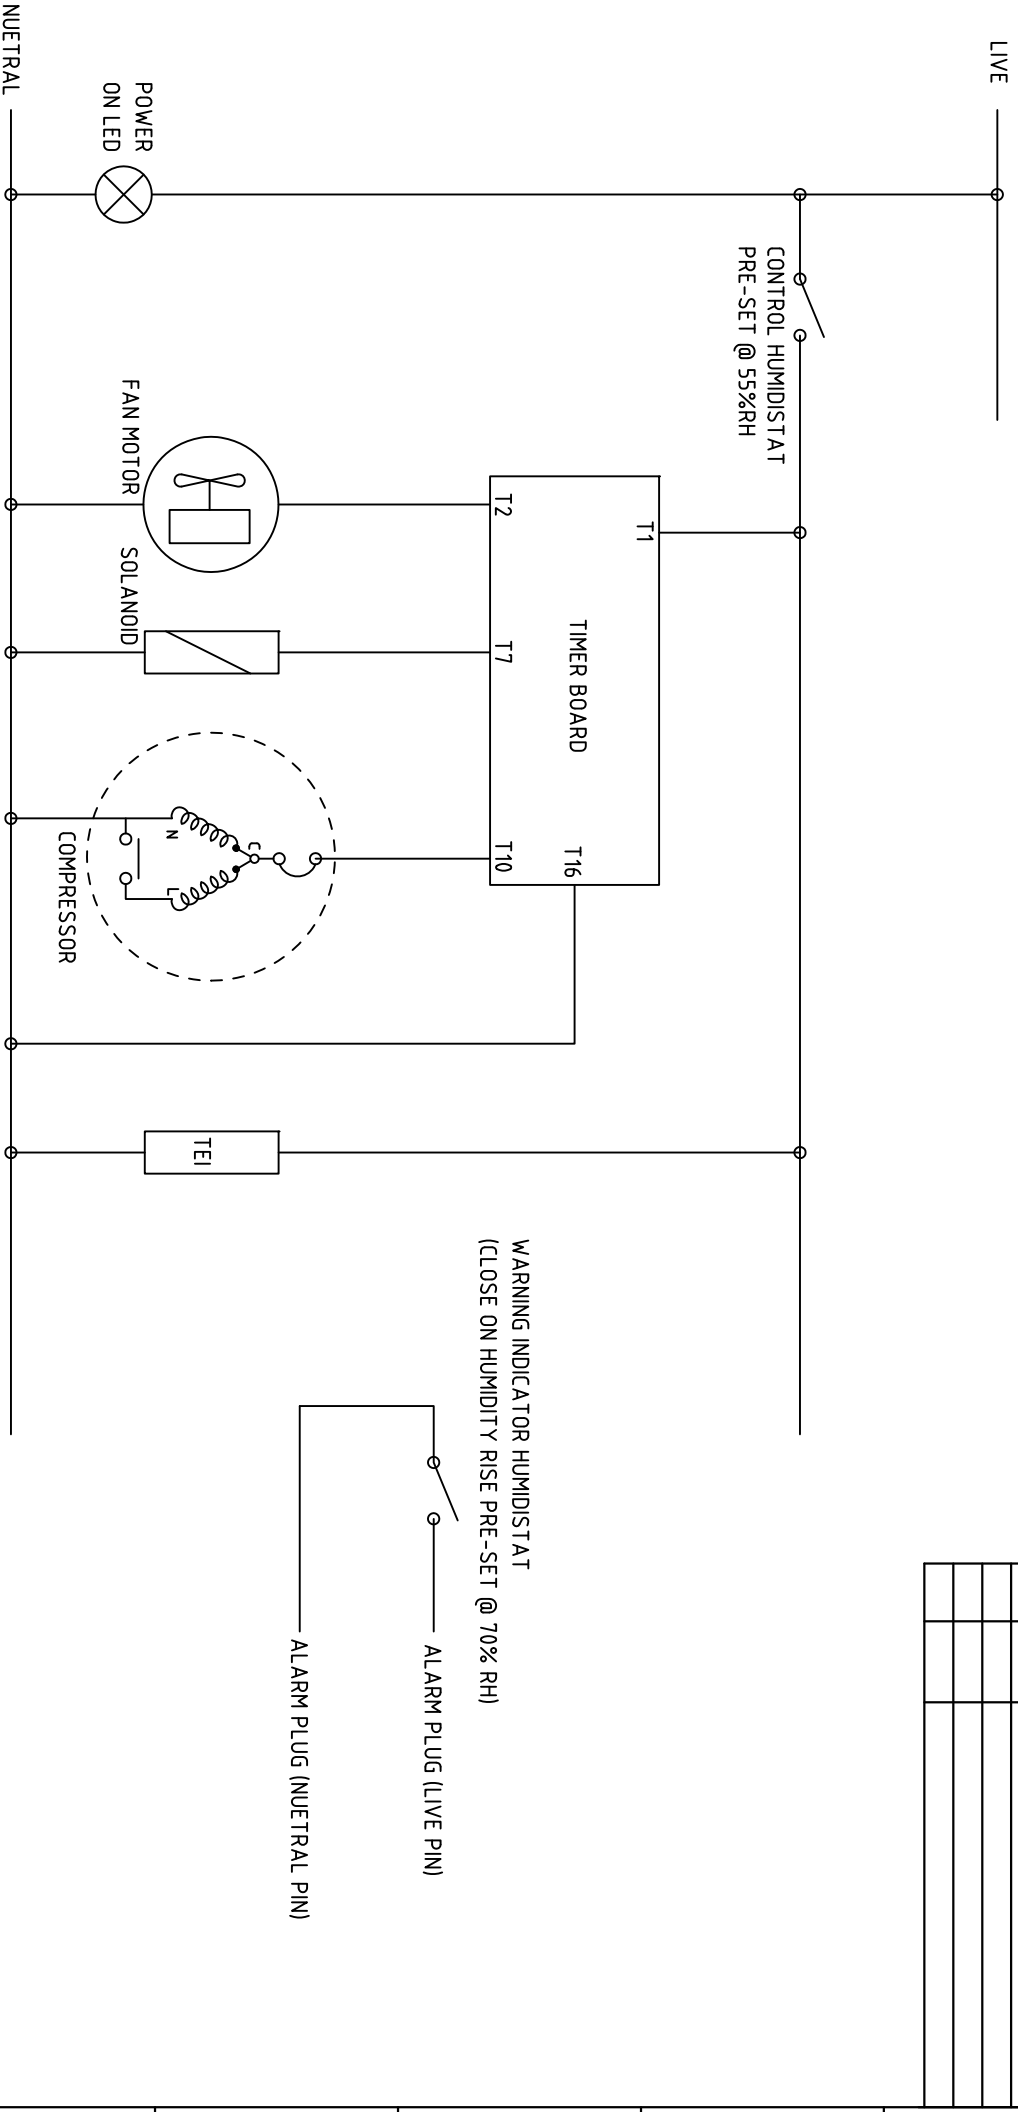 LIVE
NUETRAL
POWER
ON LED
CONTROL HUMIDISTAT
PRE-SET @ 55%RH
T1
TIMER BOARD
T16
T2
T7
T10
FAN MOTOR
SOLANOID
C
N
L
COMPRESSOR
TEI
WARNING INDICATOR HUMIDISTAT
(CLOSE ON HUMIDITY RISE PRE-SET @ 70% RH)
ALARM PLUG (LIVE PIN)
ALARM PLUG (NUETRAL PIN)